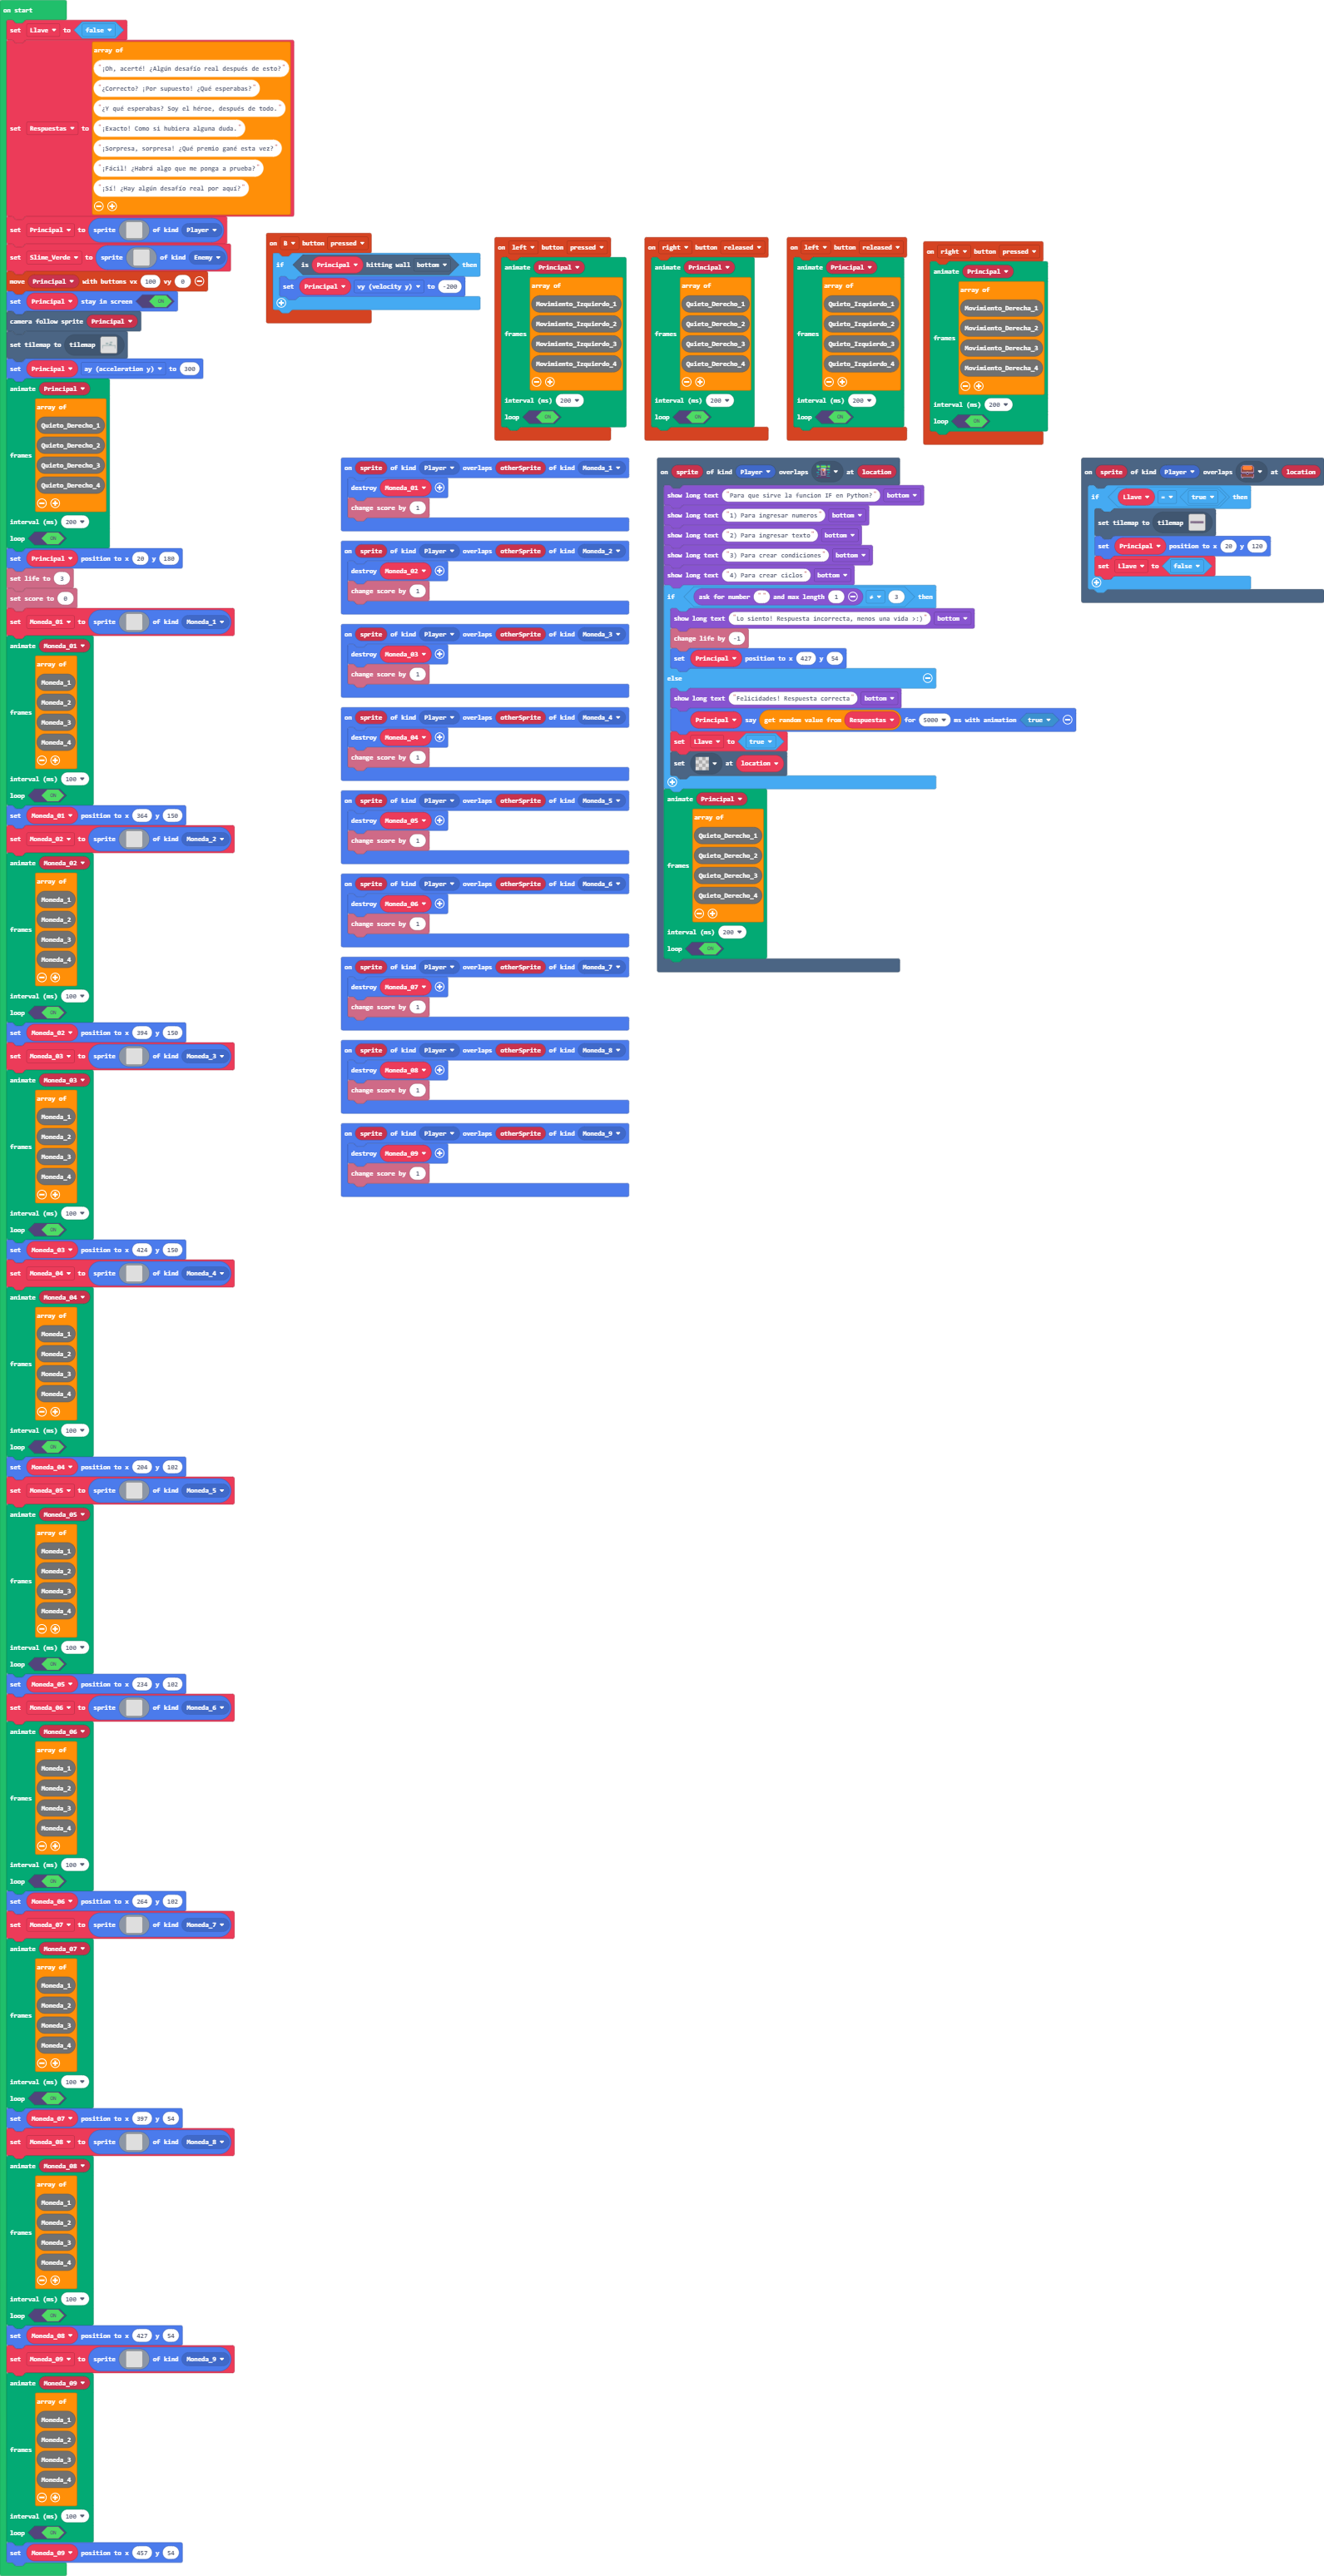 on start
set Llave to false
set Respuestas to
array of
"¡Oh, acerté! ¿Algún desafío real después de esto?"
"¿Correcto? ¡Por supuesto! ¿Qué esperabas?"
"¿Y qué esperabas? Soy el héroe, después de todo."
"¡Exacto! Como si hubiera alguna duda."
"¡Sorpresa, sorpresa! ¿Qué premio gané esta vez?"
"¡Fácil! ¿Habrá algo que me ponga a prueba?"
"¡Sí! ¿Hay algún desafío real por aquí?"
set Principal to sprite of kind Player
set Slime_Verde to sprite of kind Enemy
move Principal with buttons vx 100 vy 0
set Principal stay in screen ON
camera follow sprite Principal
set tilemap to tilemap
set Principal ay (acceleration y) to 300
animate Principal
frames
array of
Quieto_Derecho_1
Quieto_Derecho_2
Quieto_Derecho_3
Quieto_Derecho_4
interval (ms) 200
loop ON
set Principal position to x 20 y 180
set life to 3
set score to 0
set Moneda_01 to sprite of kind Moneda_1
animate Moneda_01
frames
array of
Moneda_1
Moneda_2
Moneda_3
Moneda_4
interval (ms) 100
loop ON
set Moneda_01 position to x 364 y 150
set Moneda_02 to sprite of kind Moneda_2
animate Moneda_02
frames
array of
Moneda_1
Moneda_2
Moneda_3
Moneda_4
interval (ms) 100
loop ON
set Moneda_02 position to x 394 y 150
set Moneda_03 to sprite of kind Moneda_3
animate Moneda_03
frames
array of
Moneda_1
Moneda_2
Moneda_3
Moneda_4
interval (ms) 100
loop ON
set Moneda_03 position to x 424 y 150
set Moneda_04 to sprite of kind Moneda_4
animate Moneda_04
frames
array of
Moneda_1
Moneda_2
Moneda_3
Moneda_4
interval (ms) 100
loop ON
set Moneda_04 position to x 204 y 102
set Moneda_05 to sprite of kind Moneda_5
animate Moneda_05
frames
array of
Moneda_1
Moneda_2
Moneda_3
Moneda_4
interval (ms) 100
loop ON
set Moneda_05 position to x 234 y 102
set Moneda_06 to sprite of kind Moneda_6
animate Moneda_06
frames
array of
Moneda_1
Moneda_2
Moneda_3
Moneda_4
interval (ms) 100
loop ON
set Moneda_06 position to x 264 y 102
set Moneda_07 to sprite of kind Moneda_7
animate Moneda_07
frames
array of
Moneda_1
Moneda_2
Moneda_3
Moneda_4
interval (ms) 100
loop ON
set Moneda_07 position to x 397 y 54
set Moneda_08 to sprite of kind Moneda_8
animate Moneda_08
frames
array of
Moneda_1
Moneda_2
Moneda_3
Moneda_4
interval (ms) 100
loop ON
set Moneda_08 position to x 427 y 54
set Moneda_09 to sprite of kind Moneda_9
animate Moneda_09
frames
array of
Moneda_1
Moneda_2
Moneda_3
Moneda_4
interval (ms) 100
loop ON
set Moneda_09 position to x 457 y 54
on B button pressed
if is Principal hitting wall bottom then
set Principal vy (velocity y) to -200
on left button pressed
animate Principal
frames
array of
Movimiento_Izquierdo_1
Movimiento_Izquierdo_2
Movimiento_Izquierdo_3
Movimiento_Izquierdo_4
interval (ms) 200
loop ON
on right button released
animate Principal
frames
array of
Quieto_Derecho_1
Quieto_Derecho_2
Quieto_Derecho_3
Quieto_Derecho_4
interval (ms) 200
loop ON
on left button released
animate Principal
frames
array of
Quieto_Izquierdo_1
Quieto_Izquierdo_2
Quieto_Izquierdo_3
Quieto_Izquierdo_4
interval (ms) 200
loop ON
on right button pressed
animate Principal
frames
array of
Movimiento_Derecha_1
Movimiento_Derecha_2
Movimiento_Derecha_3
Movimiento_Derecha_4
interval (ms) 200
loop ON
on sprite of kind Player overlaps otherSprite of kind Moneda_1
destroy Moneda_01
change score by 1
on sprite of kind Player overlaps otherSprite of kind Moneda_2
destroy Moneda_02
change score by 1
on sprite of kind Player overlaps otherSprite of kind Moneda_3
destroy Moneda_03
change score by 1
on sprite of kind Player overlaps otherSprite of kind Moneda_4
destroy Moneda_04
change score by 1
on sprite of kind Player overlaps otherSprite of kind Moneda_5
destroy Moneda_05
change score by 1
on sprite of kind Player overlaps otherSprite of kind Moneda_6
destroy Moneda_06
change score by 1
on sprite of kind Player overlaps otherSprite of kind Moneda_7
destroy Moneda_07
change score by 1
on sprite of kind Player overlaps otherSprite of kind Moneda_8
destroy Moneda_08
change score by 1
on sprite of kind Player overlaps otherSprite of kind Moneda_9
destroy Moneda_09
change score by 1
on sprite of kind Player overlaps at location
show long text "Para que sirve la funcion IF en Python?" bottom
show long text "1) Para ingresar numeros" bottom
show long text "2) Para ingresar texto" bottom
show long text "3) Para crear condiciones" bottom
show long text "4) Para crear ciclos" bottom
if ask for number "" and max length 1 ≠ 3 then
show long text "Lo siento! Respuesta incorrecta, menos una vida >:)" bottom
change life by -1
set Principal position to x 427 y 54
else
show long text "Felicidades! Respuesta correcta" bottom
Principal say get random value from Respuestas for 5000 ms with animation true
set Llave to true
set at location
animate Principal
frames
array of
Quieto_Derecho_1
Quieto_Derecho_2
Quieto_Derecho_3
Quieto_Derecho_4
interval (ms) 200
loop ON
on sprite of kind Player overlaps at location
if Llave = true then
set tilemap to tilemap
set Principal position to x 20 y 120
set Llave to false